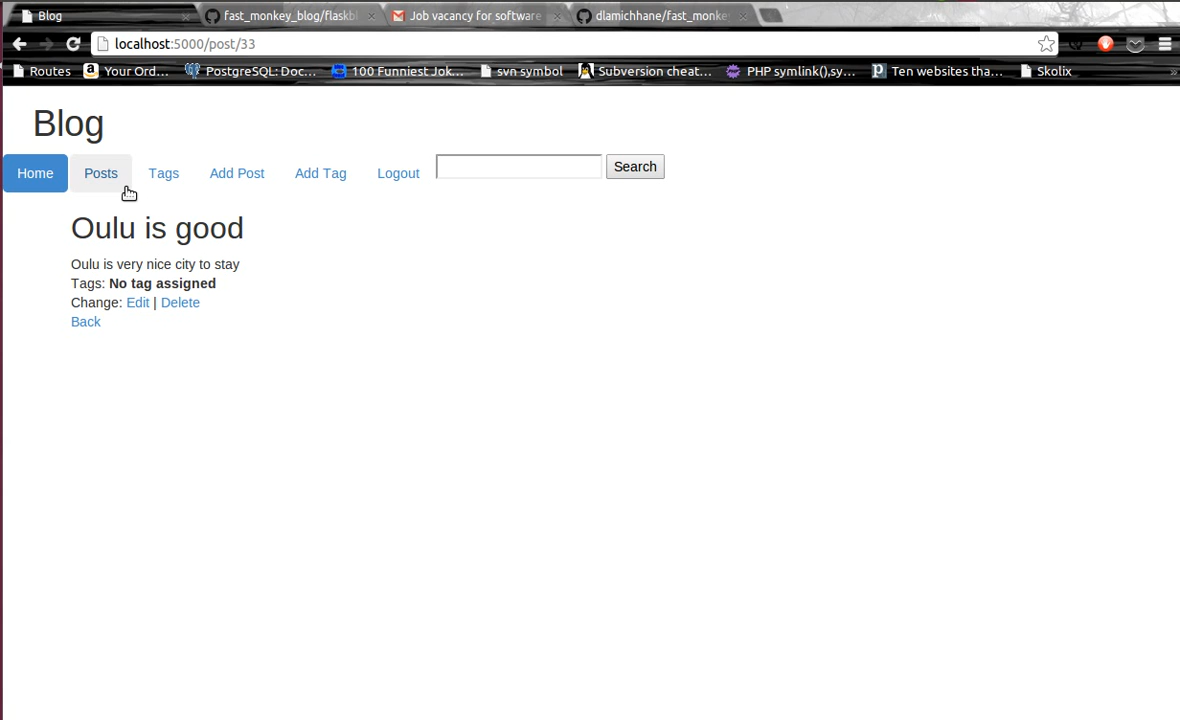 Blog
fast_monkey_blog/flaskbl
Job vacancy for software
dlamichhane/fast_monke
localhost:5000/post/33
Routes
Your Ord...
PostgreSQL: Doc...
100 Funniest Jok...
svn symbol
Subversion cheat...
PHP symlink(),sy...
Ten websites tha...
Skolix
»
Blog
Home Posts Tags Add Post Add Tag Logout Search
Oulu is good
Oulu is very nice city to stay
Tags: No tag assigned
Change: Edit | Delete
Back